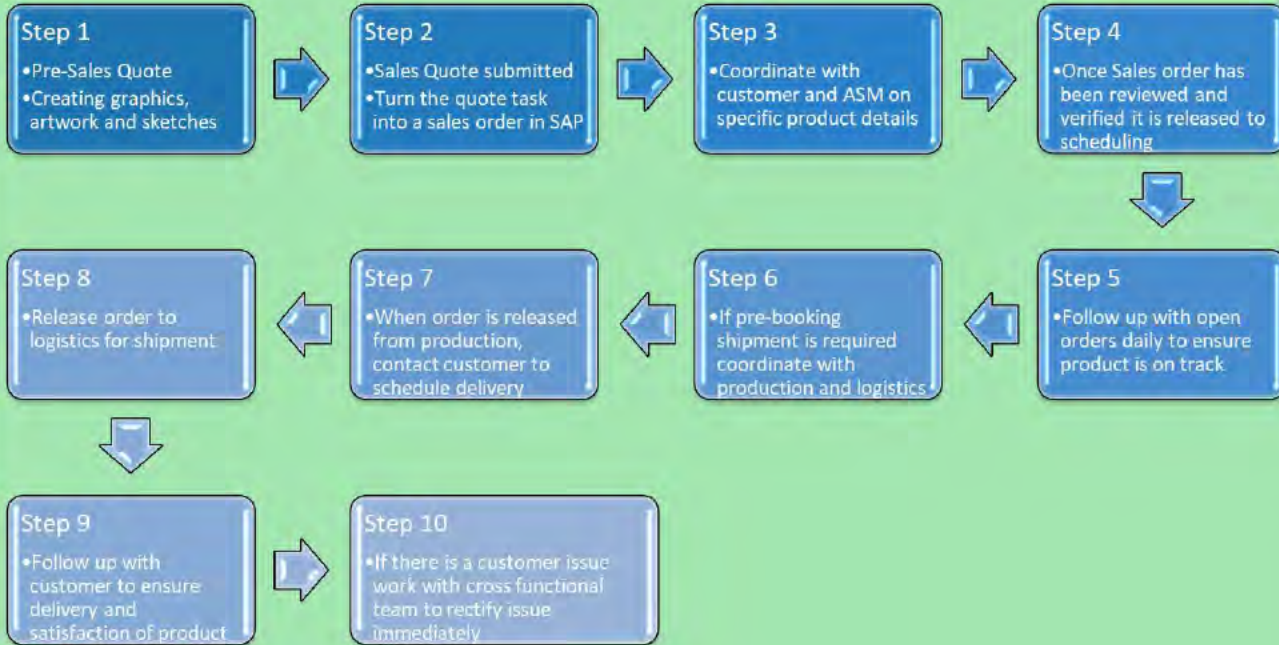 Step 1
•Pre-Sales Quote
•Creating graphics,
artwork and sketches
Step 2
•Sales Quote submitted
•Turn the quote task
into a sales order in SAP
Step 3
•Coordinate with
customer and ASM on
specific product details
Step 4
•Once Sales order has
been reviewed and
verified it is released to
scheduling
Step 5
•Follow up with open
orders daily to ensure
product is on track
Step 6
•If pre-booking
shipment is required
coordinate with
production and logistics
Step 7
•When order is released
from production,
contact customer to
schedule delivery
Step 8
•Release order to
logistics for shipment
Step 9
•Follow up with
customer to ensure
delivery and
satisfaction of product
Step 10
•If there is a customer issue
work with cross functional
team to rectify issue
immediately